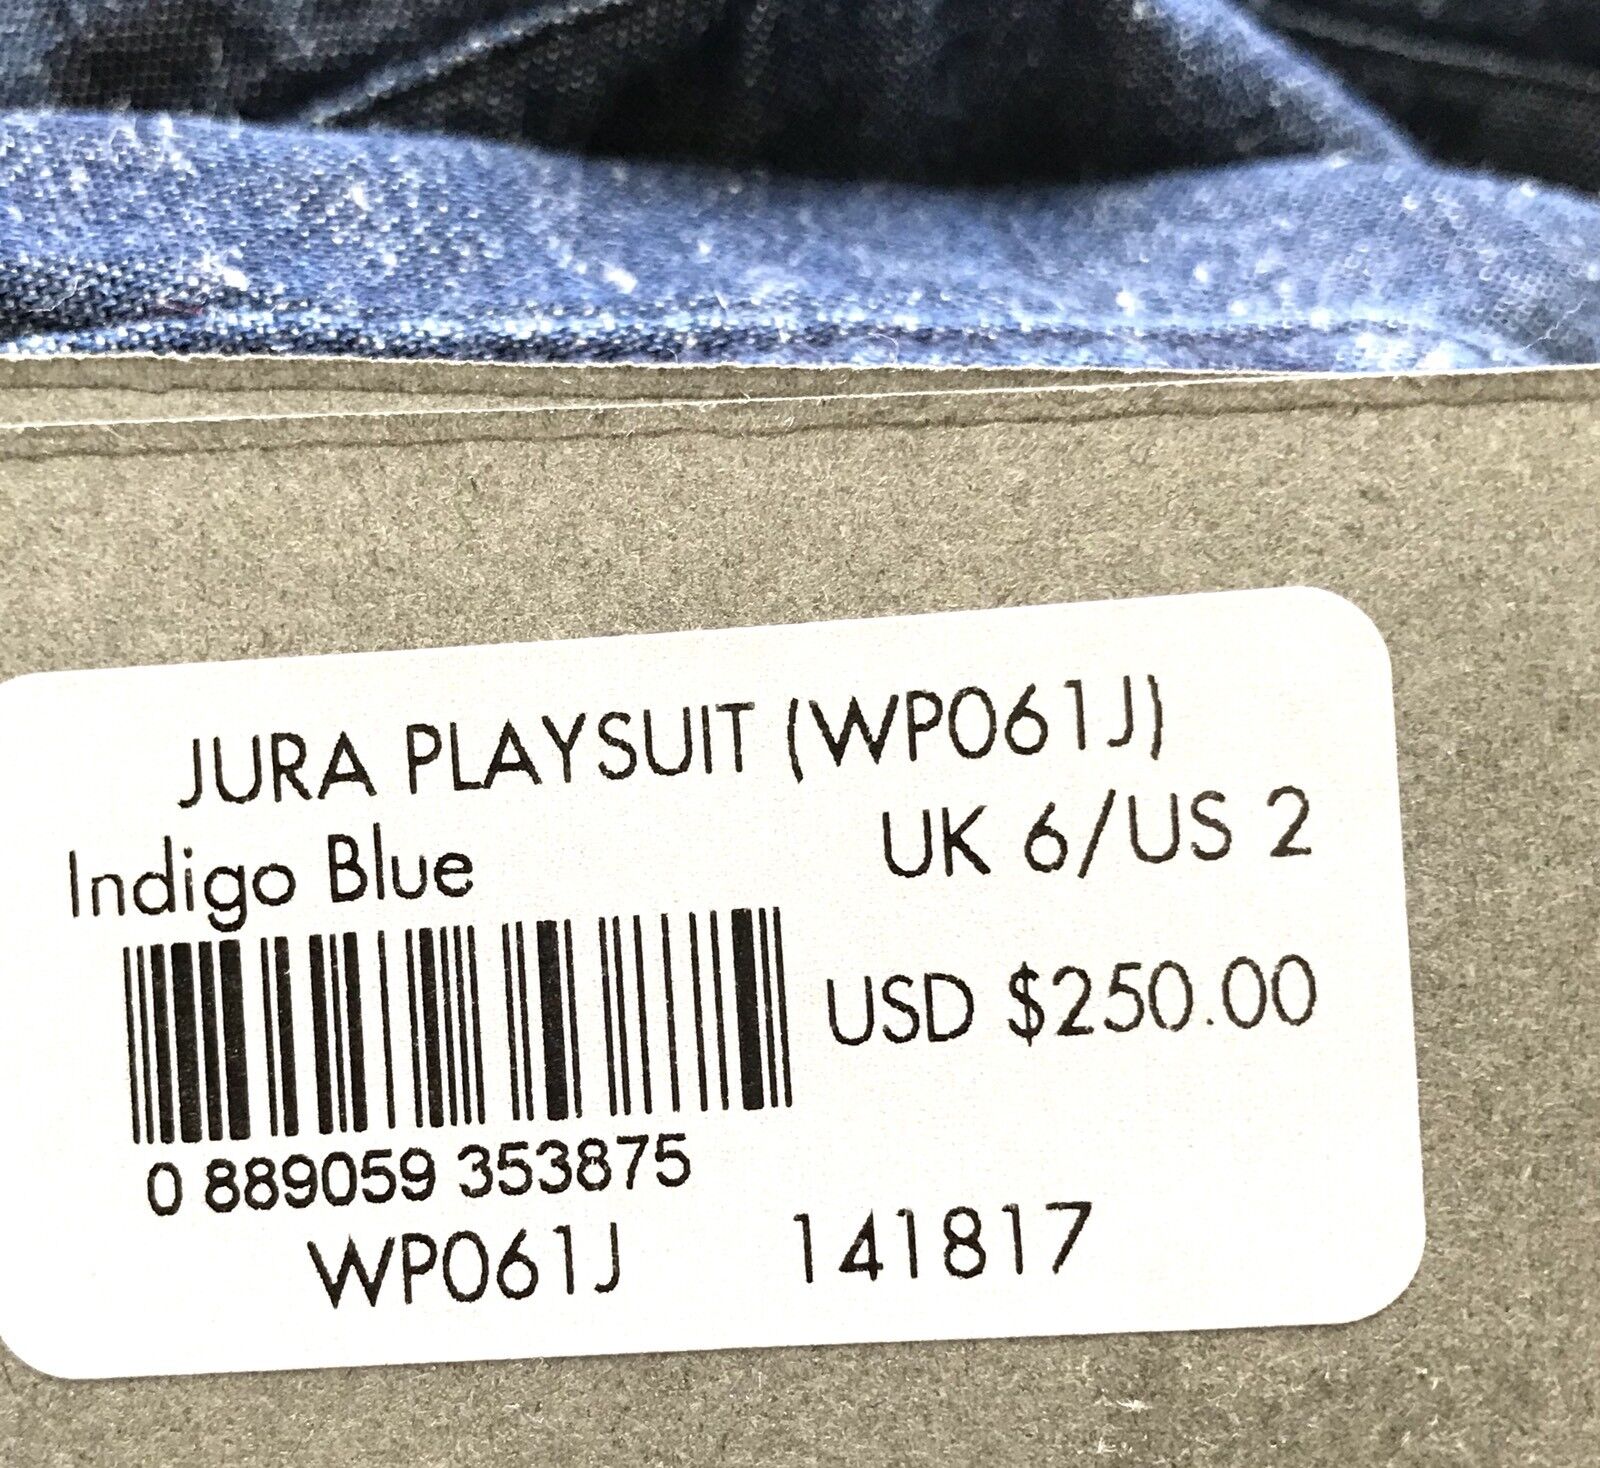 JURA PLAYSUIT (WP061J)
Indigo Blue UK 6/US 2
USD $250.00
0 889059 353875
WP061J 141817